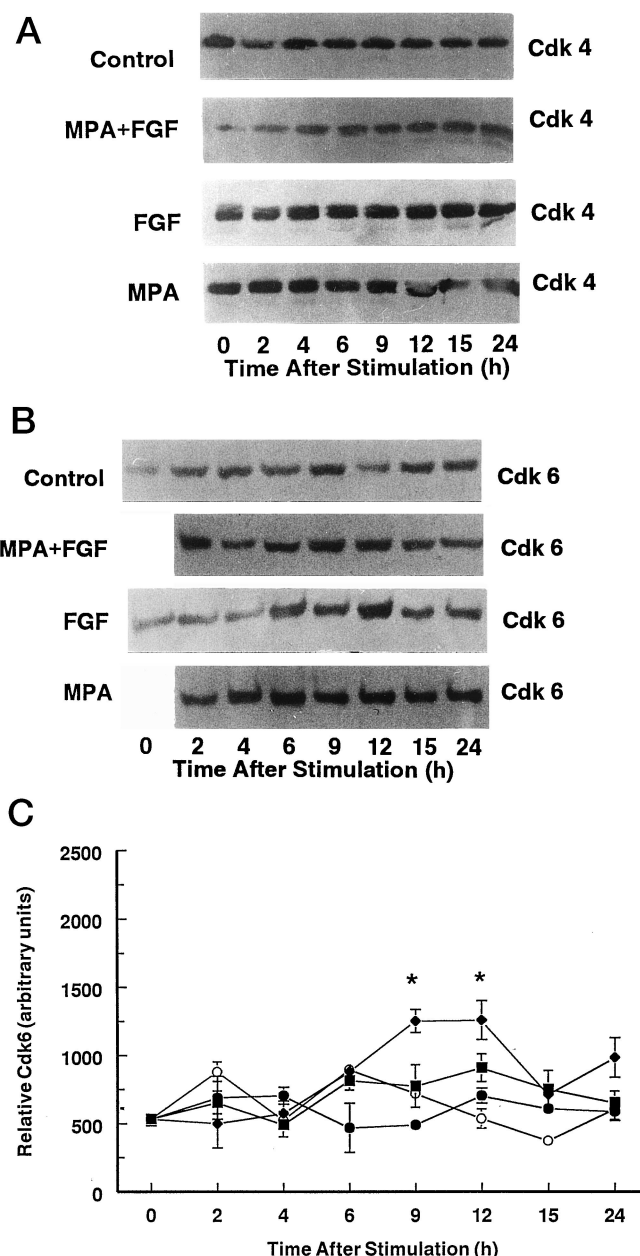 A
Control
Cdk 4
MPA+FGF
Cdk 4
FGF
Cdk 4
MPA
Cdk 4
0 2 4 6 9 12 15 24
Time After Stimulation (h)
B
Control
Cdk 6
MPA+FGF
Cdk 6
FGF
Cdk 6
MPA
Cdk 6
0 2 4 6 9 12 15 24
Time After Stimulation (h)
C
Relative Cdk6 (arbitrary units)
2500
2000
1500
1000
500
0
* *
0 2 4 6 9 12 15 24
Time After Stimulation (h)